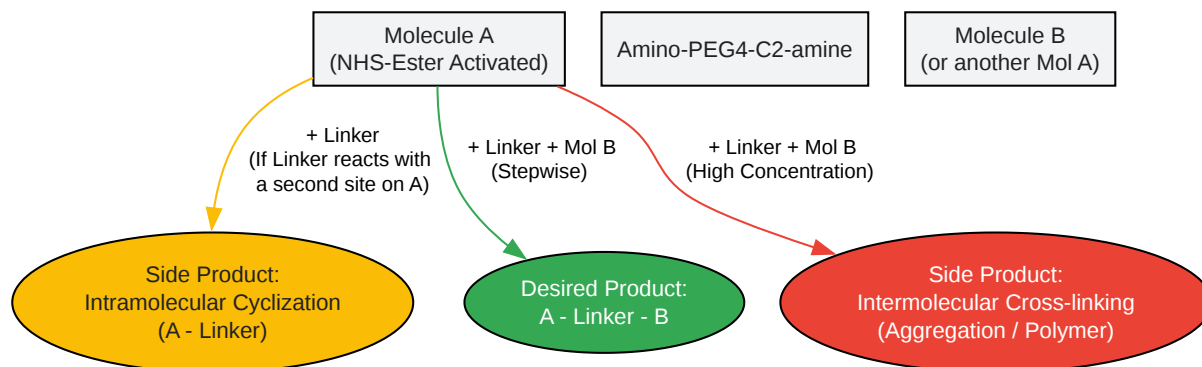 Molecule A
(NHS-Ester Activated)
Amino-PEG4-C2-amine
Molecule B
(or another Mol A)
+ Linker
(If Linker reacts with
a second site on A)
+ Linker + Mol B
(Stepwise)
+ Linker + Mol B
(High Concentration)
Side Product:
Intramolecular Cyclization
(A - Linker)
Desired Product:
A - Linker - B
Side Product:
Intermolecular Cross-linking
(Aggregation / Polymer)